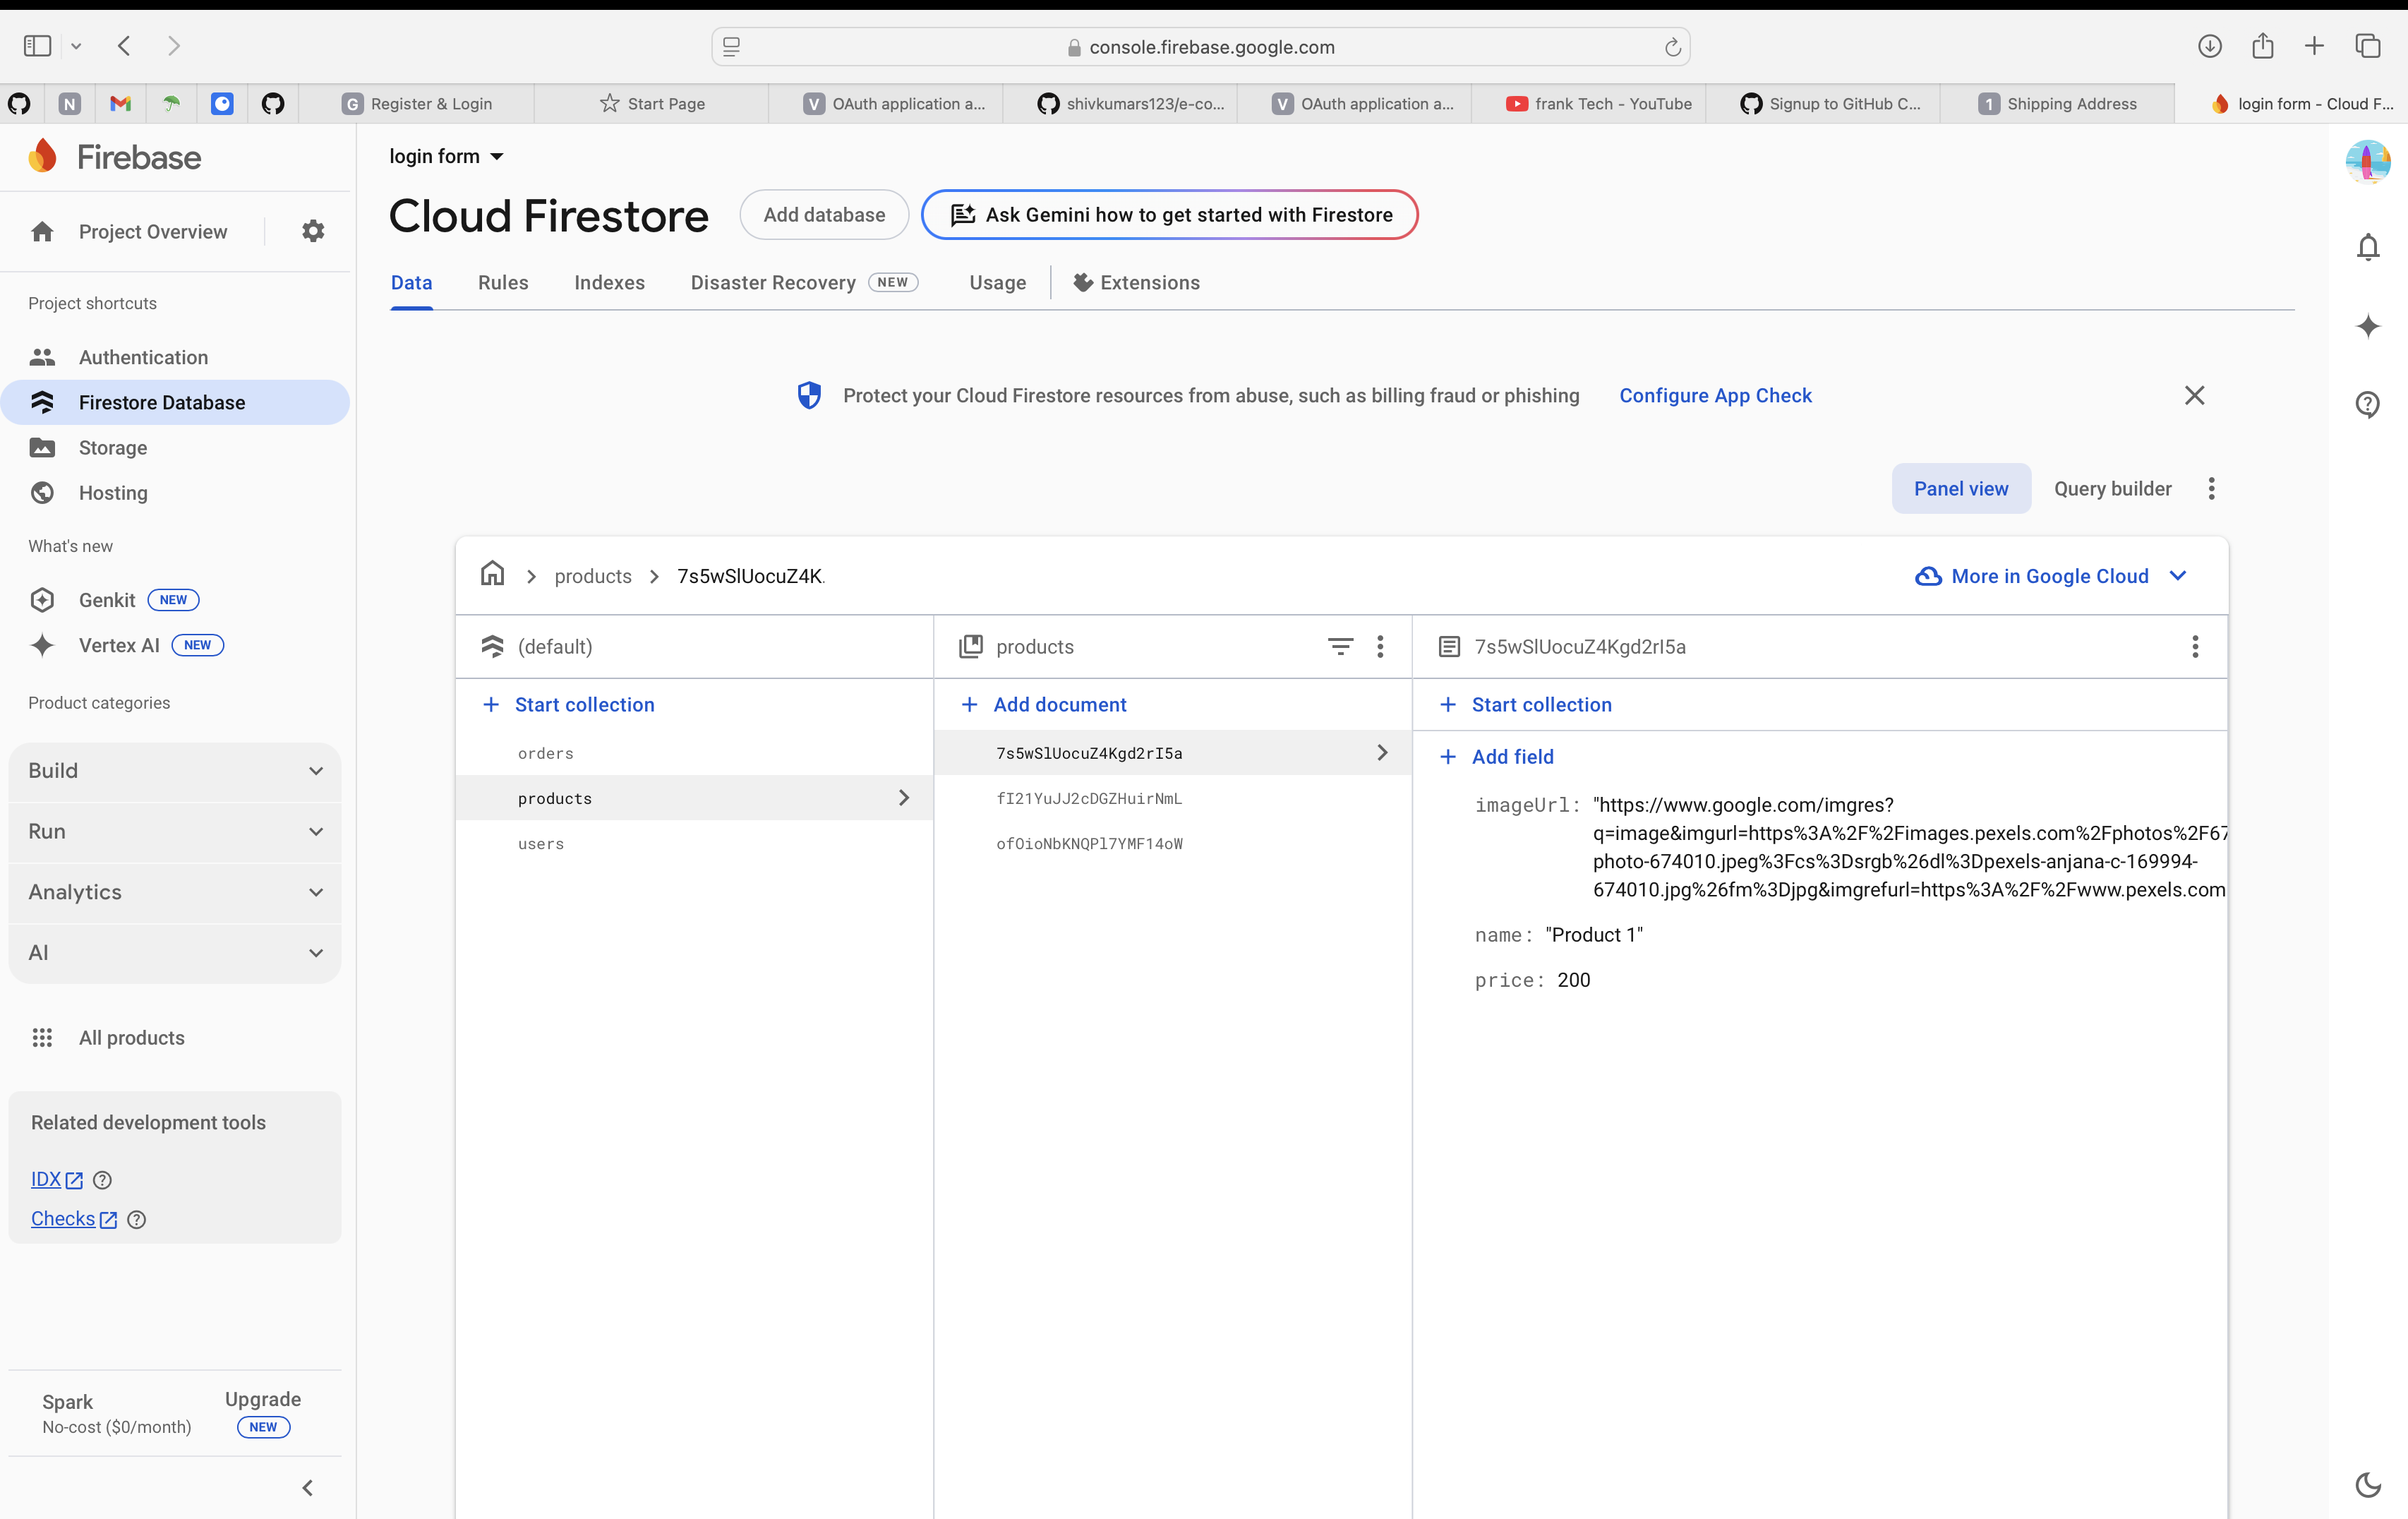 console.firebase.google.com
N
G Register & Login
Start Page
V OAuth application a...
shivkumars123/e-co...
V OAuth application a...
frank Tech - YouTube
Signup to GitHub C...
1 Shipping Address
login form - Cloud F...
Firebase
Project Overview
Project shortcuts
Authentication
Firestore Database
Storage
Hosting
What's new
Genkit NEW
Vertex AI NEW
Product categories
Build
Run
Analytics
AI
All products
Related development tools
IDX
Checks
Spark
No-cost ($0/month)
Upgrade
NEW
login form
Cloud Firestore
Add database
Ask Gemini how to get started with Firestore
Data
Rules
Indexes
Disaster Recovery NEW
Usage
Extensions
Protect your Cloud Firestore resources from abuse, such as billing fraud or phishing
Configure App Check
Panel view
Query builder
products
7s5wSlUocuZ4K.
More in Google Cloud
(default)
Start collection
orders
products
users
products
Add document
7s5wSlUocuZ4Kgd2rI5a
fI21YuJJ2cDGZHuirNmL
ofOioNbKNQPl7YMF14oW
7s5wSlUocuZ4Kgd2rI5a
Start collection
Add field
imageUrl: "https://www.google.com/imgres?
q=image&imgurl=https%3A%2F%2Fimages.pexels.com%2Fphotos%2F67
photo-674010.jpeg%3Fcs%3Dsrgb%26dl%3Dpexels-anjana-c-169994-
674010.jpg%26fm%3Djpg&imgrefurl=https%3A%2F%2Fwww.pexels.com
name: "Product 1"
price: 200